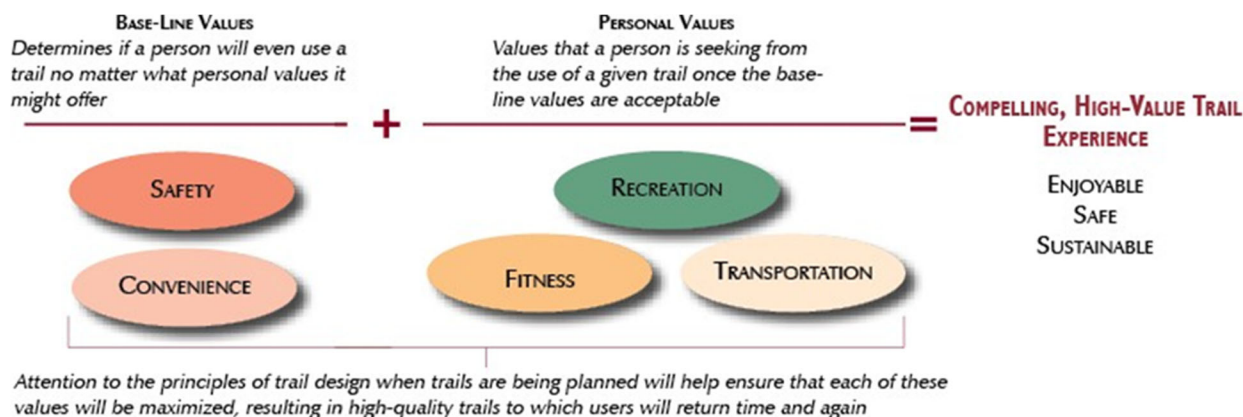 BASE-LINE VALUES
Determines if a person will even use a
trail no matter what personal values it
might offer
SAFETY
CONVENIENCE
+
PERSONAL VALUES
Values that a person is seeking from
the use of a given trail once the base-
line values are acceptable
RECREATION
FITNESS
TRANSPORTATION
=
COMPELLING, HIGH-VALUE TRAIL
EXPERIENCE
ENJOYABLE
SAFE
SUSTAINABLE
Attention to the principles of trail design when trails are being planned will help ensure that each of these
values will be maximized, resulting in high-quality trails to which users will return time and again